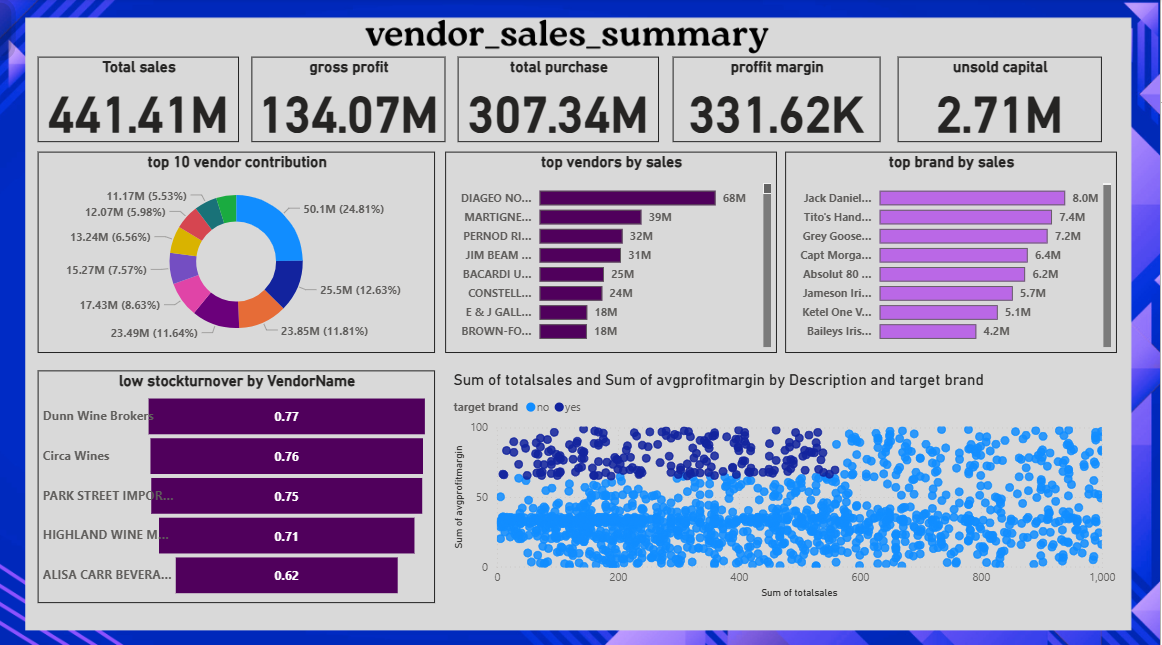 vendor_sales_summary
Total sales
441.41M
gross profit
134.07M
total purchase
307.34M
proffit margin
331.62K
unsold capital
2.71M
top 10 vendor contribution
11.17M (5.53%)
12.07M (5.98%)
13.24M (6.56%)
15.27M (7.57%)
17.43M (8.63%)
23.49M (11.64%)
50.1M (24.81%)
25.5M (12.63%)
23.85M (11.81%)
top vendors by sales
DIAGEO NO... 68M
MARTIGNE... 39M
PERNOD RI... 32M
JIM BEAM ... 31M
BACARDI U... 25M
CONSTELL... 24M
E & J GALL... 18M
BROWN-FO... 18M
top brand by sales
Jack Daniel... 8.0M
Tito's Hand... 7.4M
Grey Goose... 7.2M
Capt Morga... 6.4M
Absolut 80 ... 6.2M
Jameson Iri... 5.7M
Ketel One V... 5.1M
Baileys Iris... 4.2M
low stockturnover by VendorName
Dunn Wine Brokers 0.77
Circa Wines 0.76
PARK STREET IMPOR... 0.75
HIGHLAND WINE M... 0.71
ALISA CARR BEVERA... 0.62
Sum of totalsales and Sum of avgprofitmargin by Description and target brand
target brand no yes
Sum of avgprofitmargin
100
50
0
0 200 400 600 800 1,000
Sum of totalsales